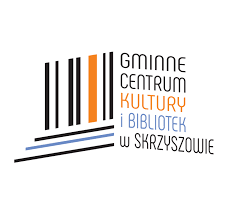 GMINNE
CENTRUM
KULTURY
i BIBLIOTEK
w SKRZYSZOWIE